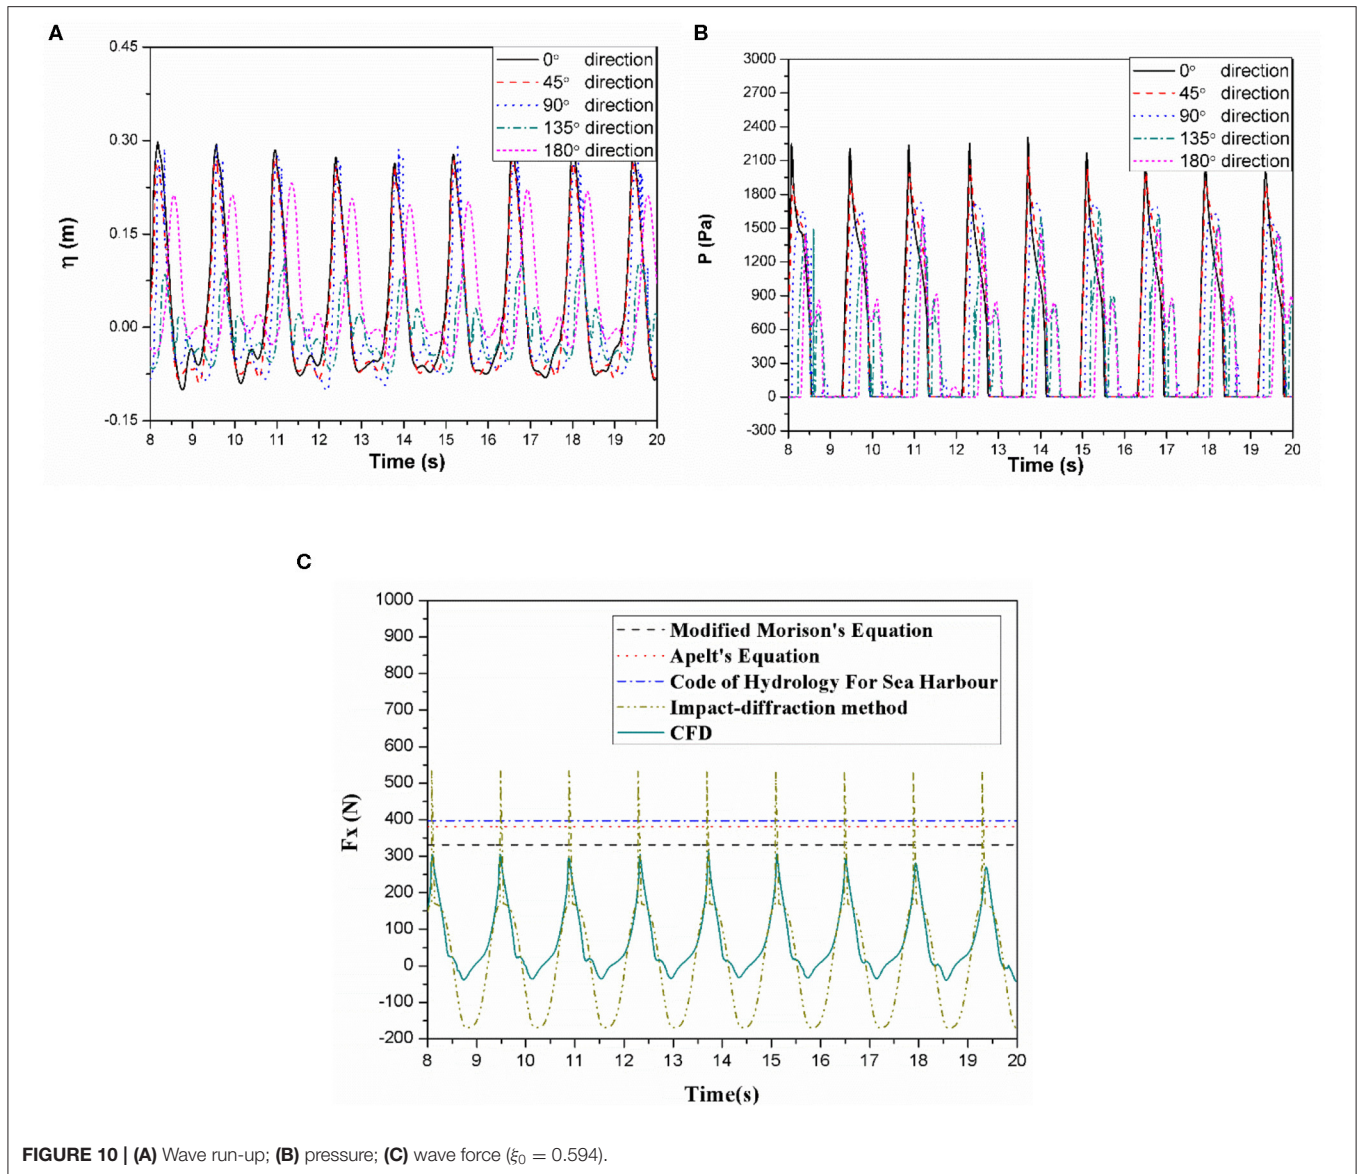 A
0.45
0.30
0.15
0.00
-0.15
η (m)
0° direction
45° direction
90° direction
135° direction
180° direction
8 9 10 11 12 13 14 15 16 17 18 19 20
Time (s)
B
3000
2700
2400
2100
1800
1500
1200
900
600
300
0
-300
P (Pa)
0° direction
45° direction
90° direction
135° direction
180° direction
8 9 10 11 12 13 14 15 16 17 18 19 20
Time (s)
C
1000
900
800
700
600
500
400
300
200
100
0
-100
-200
Fx (N)
Modified Morison's Equation
Apelt's Equation
Code of Hydrology For Sea Harbour
Impact-diffraction method
CFD
8 9 10 11 12 13 14 15 16 17 18 19 20
Time(s)
FIGURE 10 | (A) Wave run-up; (B) pressure; (C) wave force (ξ0 = 0.594).